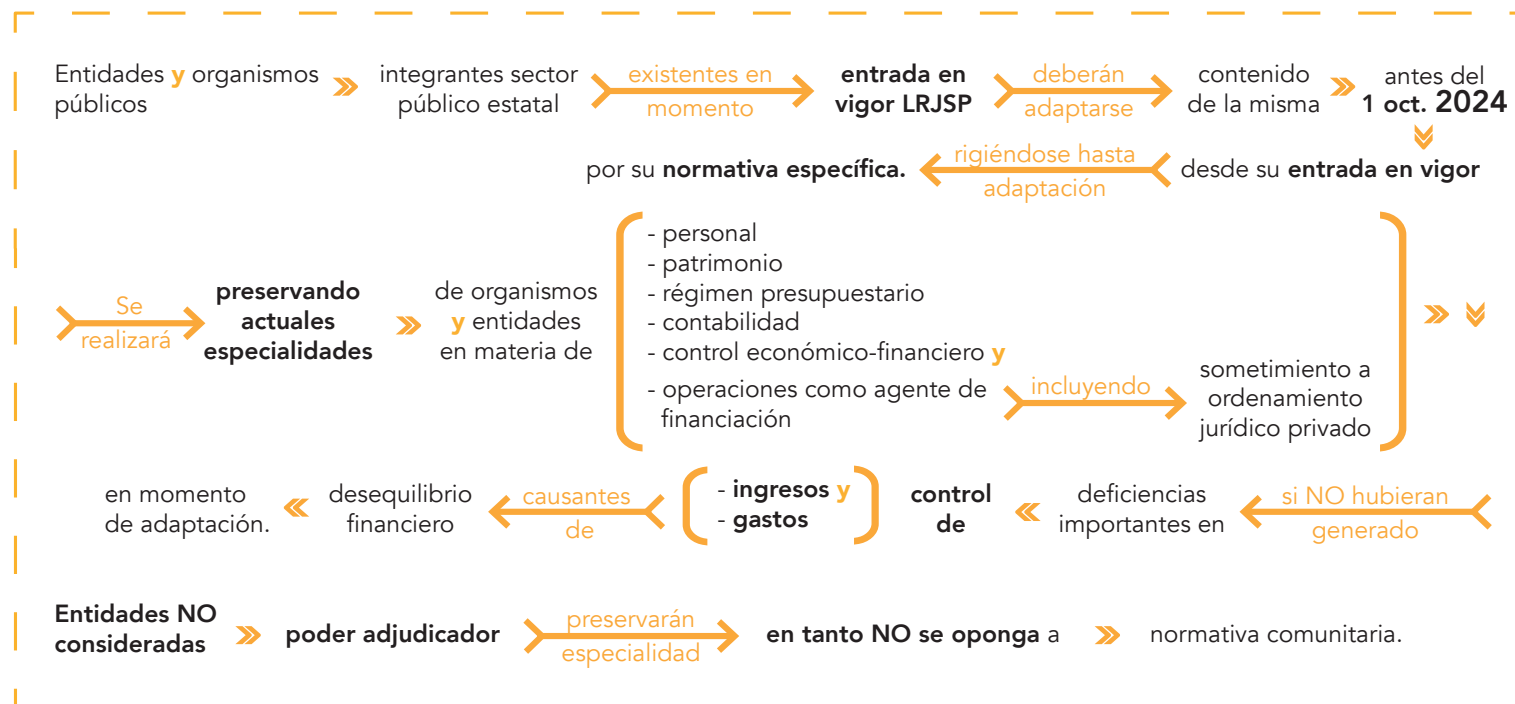 Entidades y organismos públicos » integrantes sector público estatal existentes en momento entrada en vigor LRJSP deberán adaptarse contenido de la misma » antes del 1 oct. 2024
desde su entrada en vigor rigiéndose hasta adaptación por su normativa específica.
Se realizará preservando actuales especialidades » de organismos y entidades en materia de
- personal
- patrimonio
- régimen presupuestario
- contabilidad
- control económico-financiero y
- operaciones como agente de financiación incluyendo sometimiento a ordenamiento jurídico privado »
si NO hubieran generado deficiencias importantes en « control de
- ingresos y
- gastos
causantes de desequilibrio financiero « en momento de adaptación.
Entidades NO consideradas » poder adjudicador preservarán especialidad en tanto NO se oponga a » normativa comunitaria.